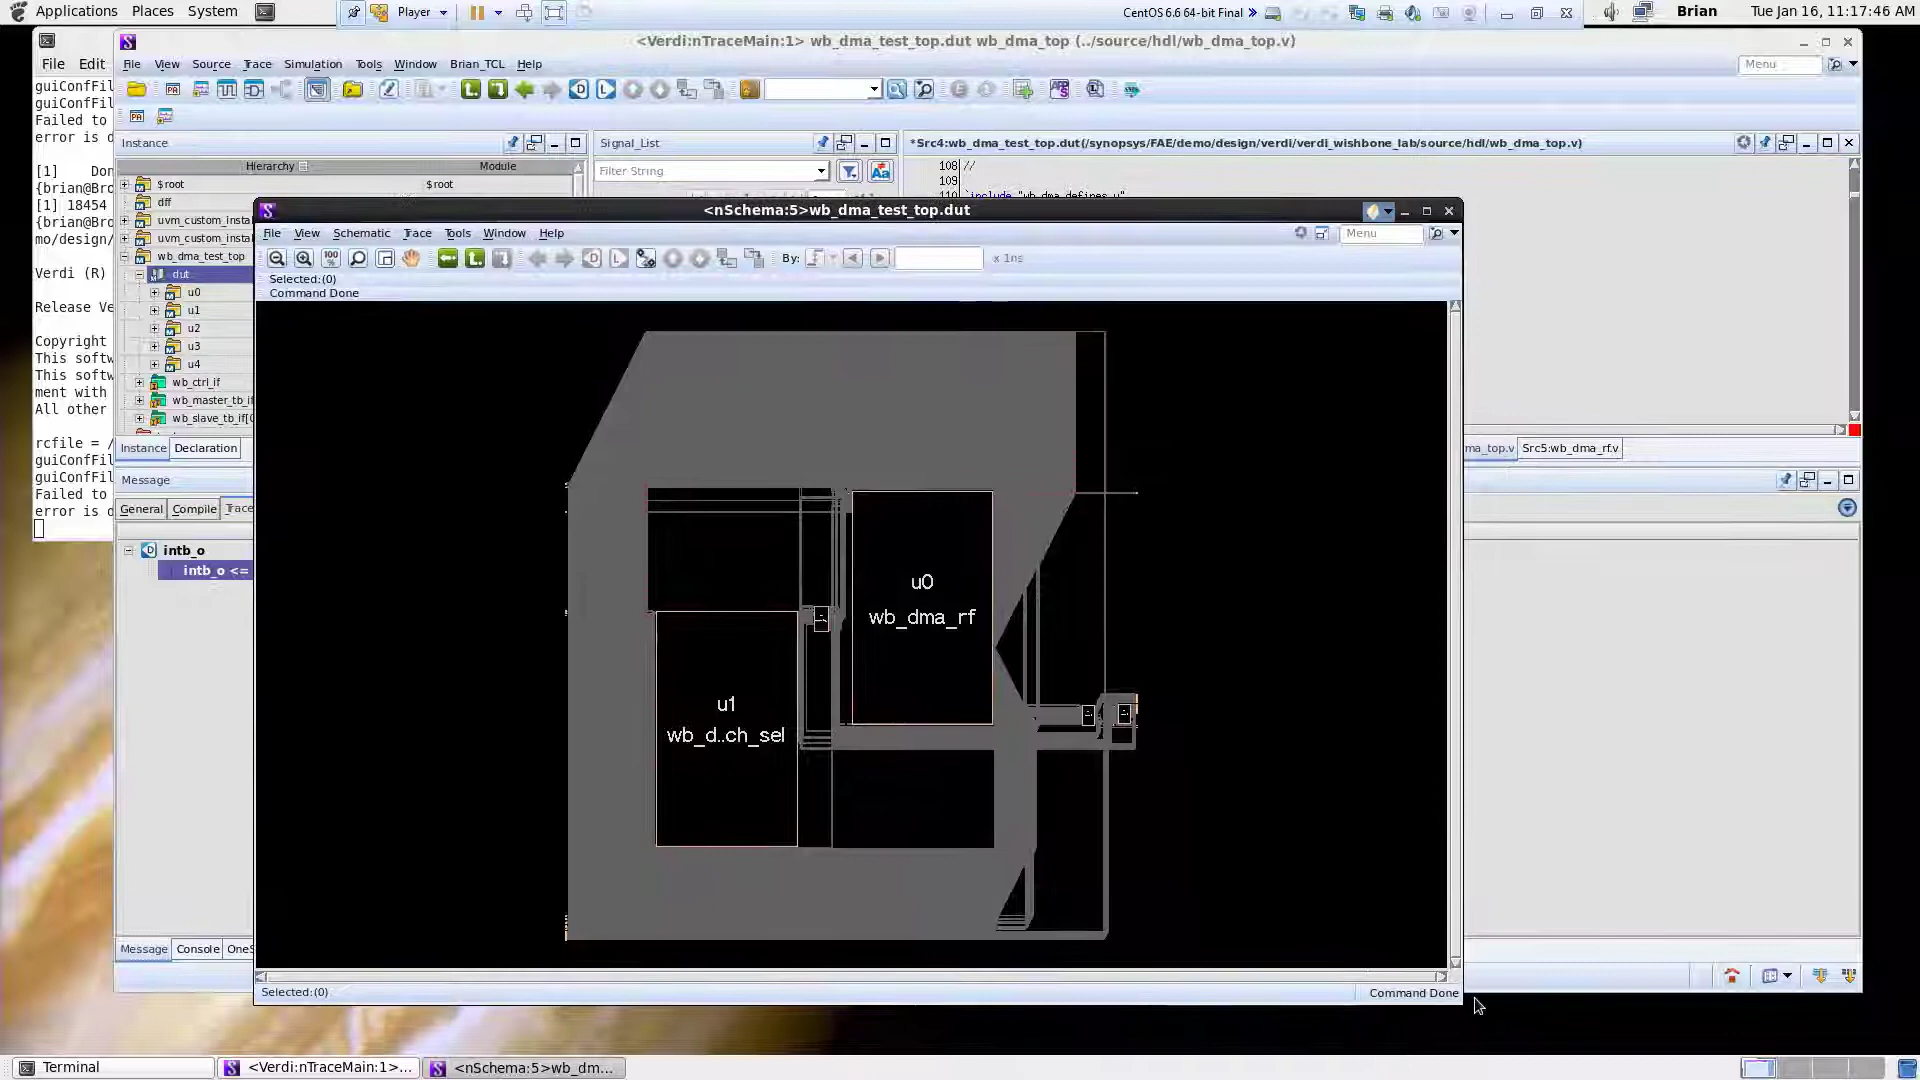 Applications Places System
Player
CentOS 6.6 64-bit Final
Brian
Tue Jan 16, 11:17:46 AM
<Verdi:nTraceMain:1> wb_dma_test_top.dut wb_dma_top (../source/hdl/wb_dma_top.v)
File Edit
File View Source Trace Simulation Tools Window Brian_TCL Help
Menu
guiConfFil
guiConfFil
Failed to
error is d
[1] Don
{brian@Bro
[1] 18454
{brian@Bro
mo/design/
Verdi (R)
Release Ve
Copyright
This softw
This softw
ment with
All other
rcfile = /
guiConfFil
guiConfFil
Failed to
error is d
Instance
Hierarchy Module
$root $root
dff
uvm_custom_insta
uvm_custom_insta
wb_dma_test_top
dut
u0
u1
u2
u3
u4
wb_ctrl_if
wb_master_tb_i
wb_slave_tb_if[0
Instance Declaration
Signal_List
Filter String
*Src4:wb_dma_test_top.dut(/synopsys/FAE/demo/design/verdi/verdi_wishbone_lab/source/hdl/wb_dma_top.v)
108 //
109
110 `include "wb_dma_defines.v"
ma_top.v Src5:wb_dma_rf.v
Message
General Compile Trace
intb_o
intb_o <=
Message Console OneS
<nSchema:5>wb_dma_test_top.dut
File View Schematic Trace Tools Window Help
Menu
100 %
By:
x 1ns
Selected:(0)
Command Done
u0
wb_dma_rf
u1
wb_d..ch_sel
Selected:(0)
Command Done
Terminal
<Verdi:nTraceMain:1>...
<nSchema:5>wb_dm...